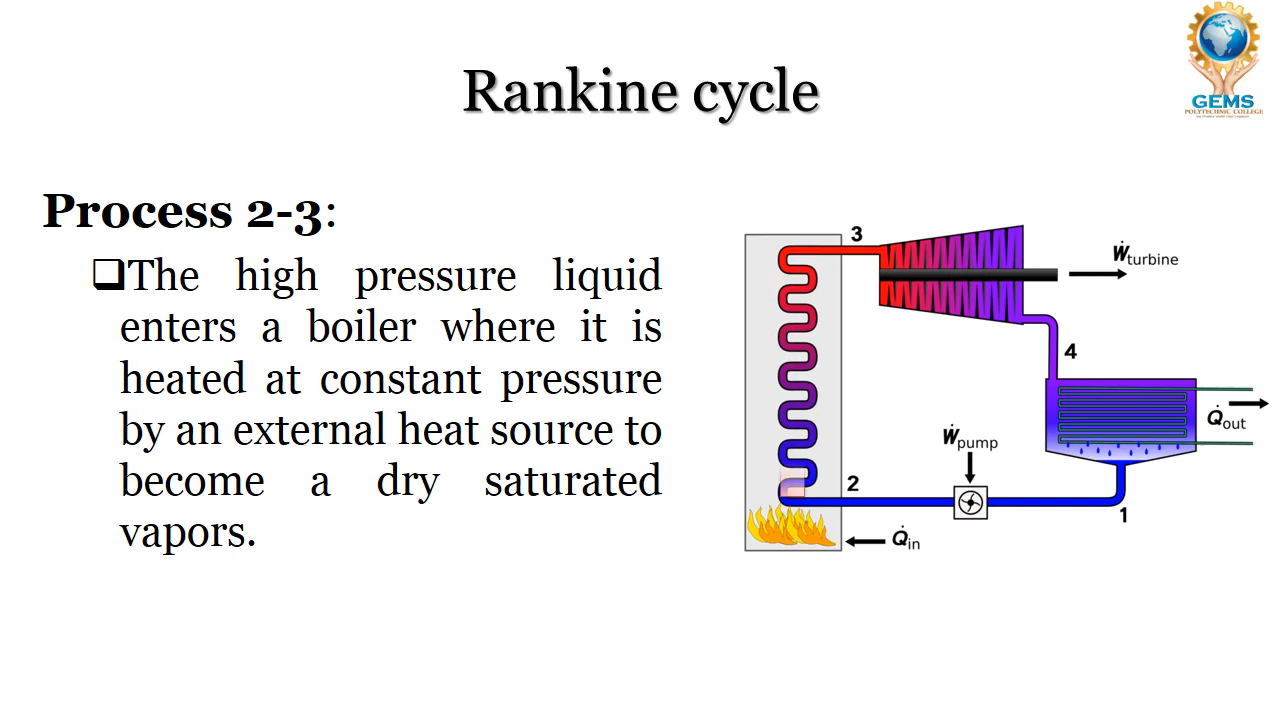 GEMS
POLYTECHNIC COLLEGE
Rankine cycle
Process 2-3:
❑The high pressure liquid
enters a boiler where it is
heated at constant pressure
by an external heat source to
become a dry saturated
vapors.
3
Ẇturbine
4
Q̇out
Ẇpump
2
1
Q̇in